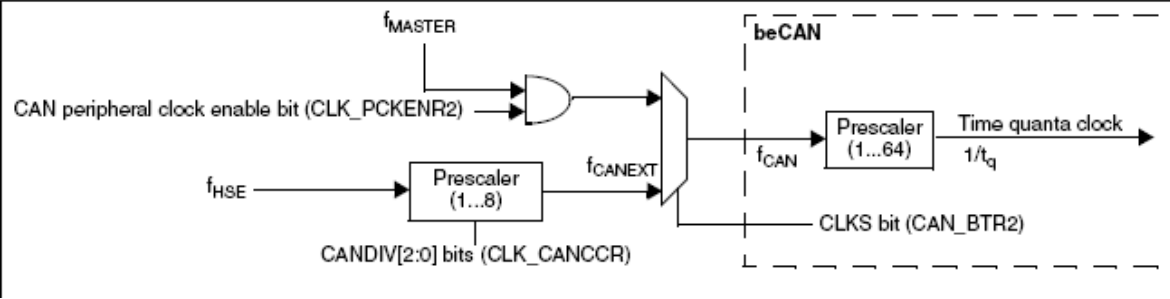 fMASTER
beCAN
CAN peripheral clock enable bit (CLK_PCKENR2)
Prescaler
(1...64)
Time quanta clock
1/tq
fCAN
fCANEXT
fHSE
Prescaler
(1...8)
CLKS bit (CAN_BTR2)
CANDIV[2:0] bits (CLK_CANCCR)